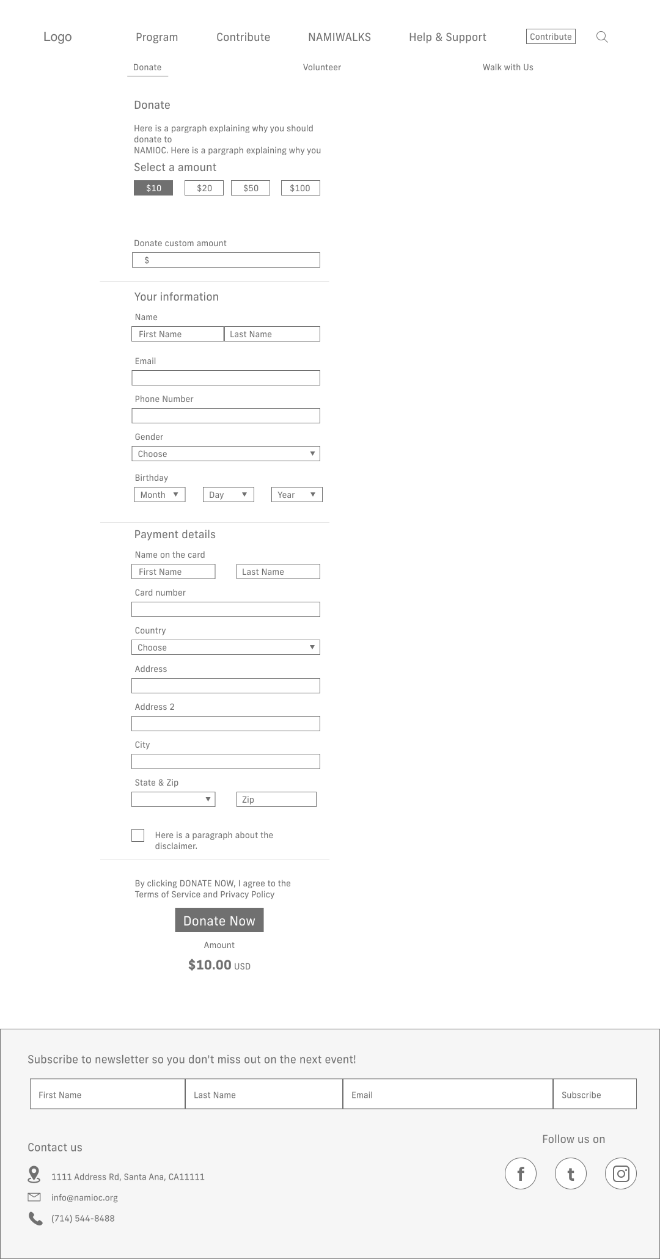 Logo
Program
Contribute
NAMIWALKS
Help & Support
Contribute
Donate
Volunteer
Walk with Us
Donate
Here is a pargraph explaining why you should
donate to
NAMIOC. Here is a pargraph explaining why you
Select a amount
$10
$20
$50
$100
Donate custom amount
$
Your information
Name
First Name
Last Name
Email
Phone Number
Gender
Choose
Birthday
Month
Day
Year
Payment details
Name on the card
First Name
Last Name
Card number
Country
Choose
Address
Address 2
City
State & Zip
Zip
Here is a paragraph about the
disclaimer.
By clicking DONATE NOW, I agree to the
Terms of Service and Privacy Policy
Donate Now
Amount
$10.00 USD
Subscribe to newsletter so you don't miss out on the next event!
First Name
Last Name
Email
Subscribe
Contact us
Follow us on
f
t
1111 Address Rd, Santa Ana, CA11111
info@namioc.org
(714) 544-8488